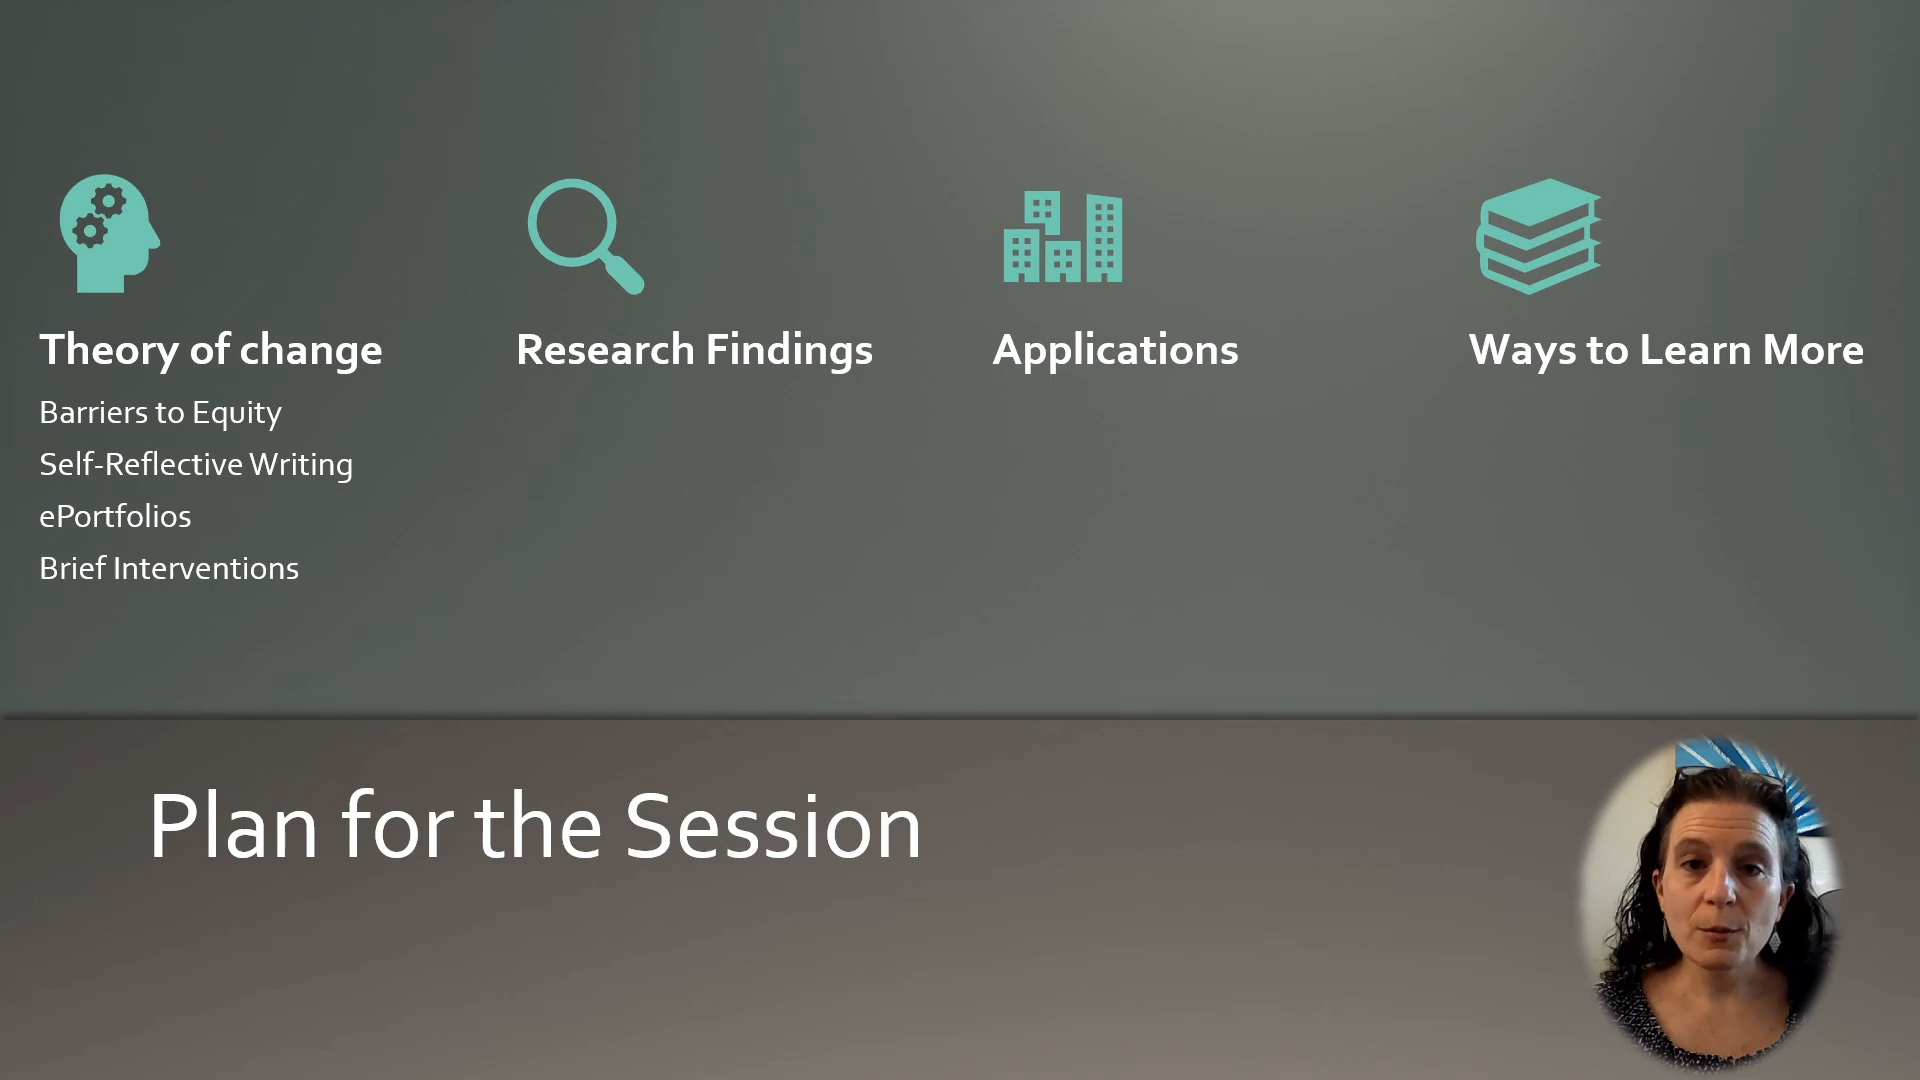 Theory of change
Barriers to Equity
Self-Reflective Writing
ePortfolios
Brief Interventions
Research Findings
Applications
Ways to Learn More
Plan for the Session